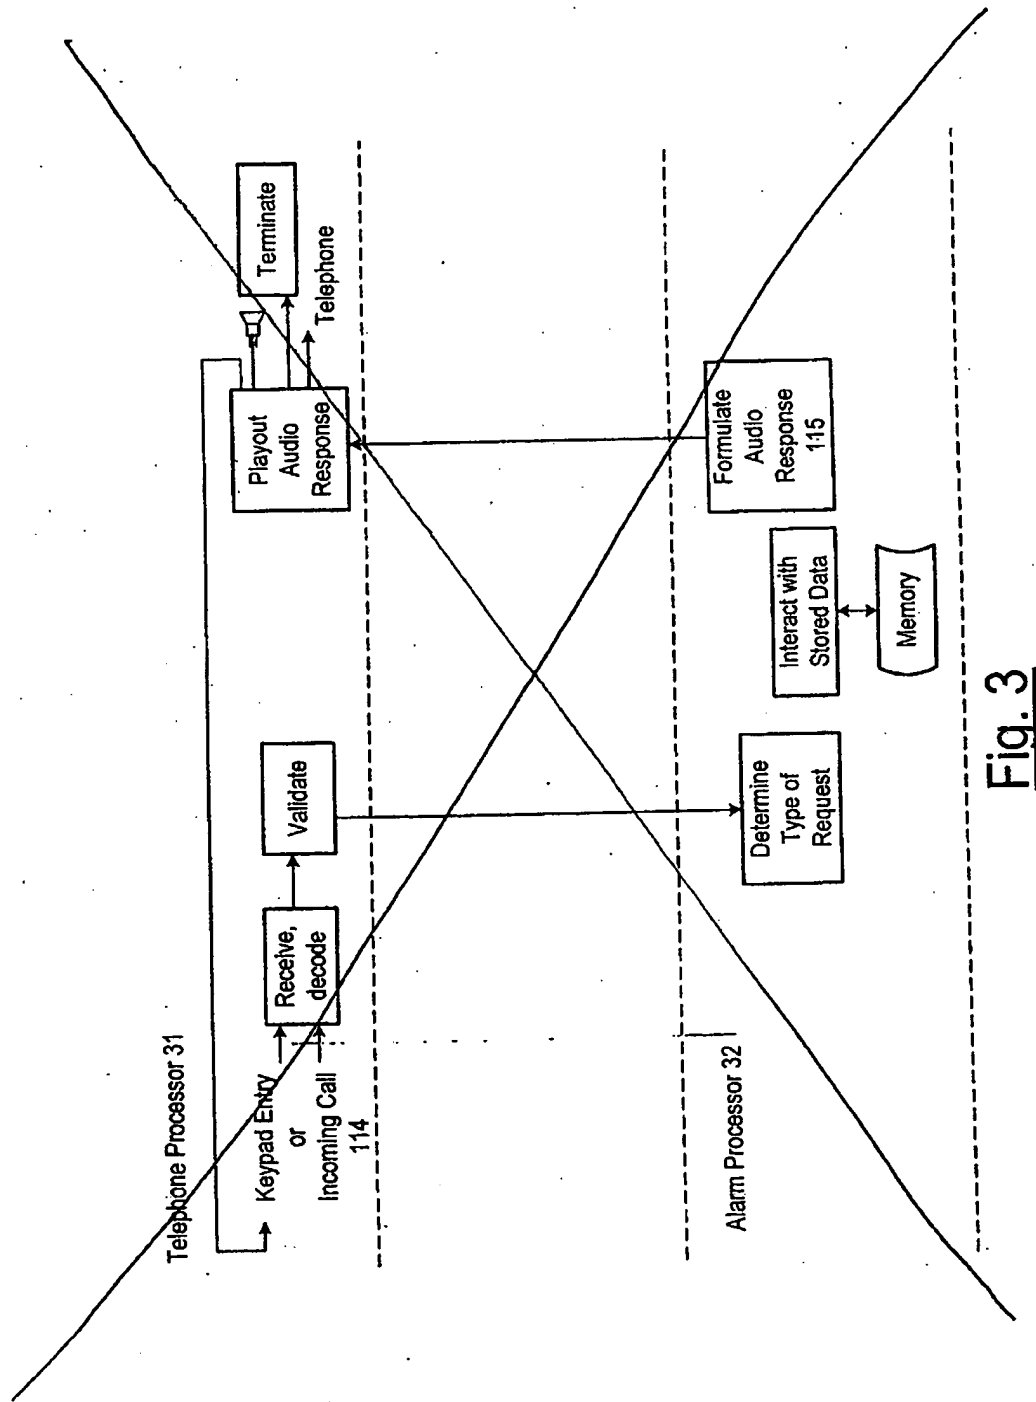 Telephone Processor 31
Keypad Entry
or
Incoming Call
114
Receive,
decode
Validate
Playout
Audio
Response
Terminate
Telephone
Alarm Processor 32
Determine
Type of
Request
Interact with
Stored Data
Memory
Formulate
Audio
Response
115
Fig. 3